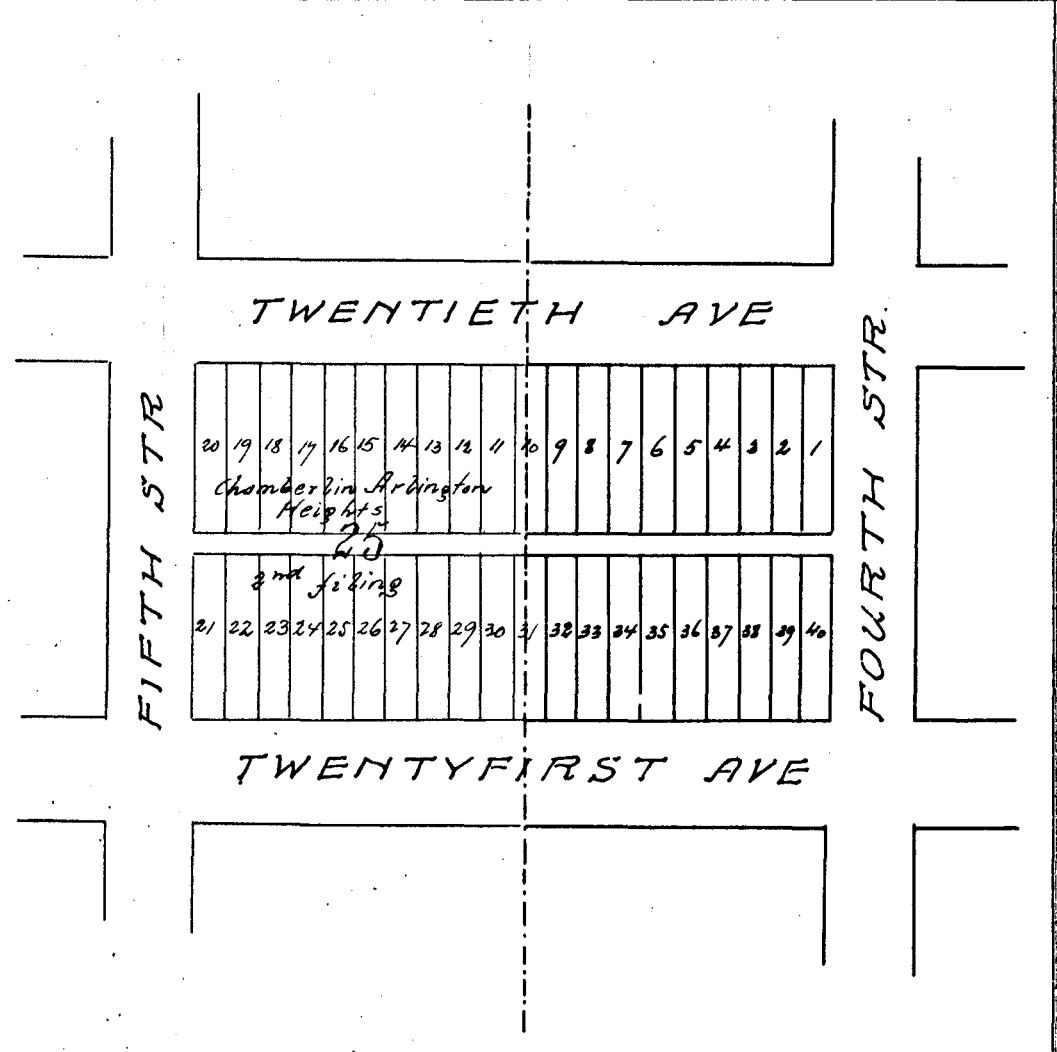 TWENTIETH AVE
FIFTH STR
FOURTH STR.
20 19 18 17 16 15 14 13 12 11 10 9 8 7 6 5 4 3 2 1
Chamberlin Arlington
Heights
25
2nd filing
21 22 23 24 25 26 27 28 29 30 31 32 33 34 35 36 37 38 39 40
TWENTYFIRST AVE